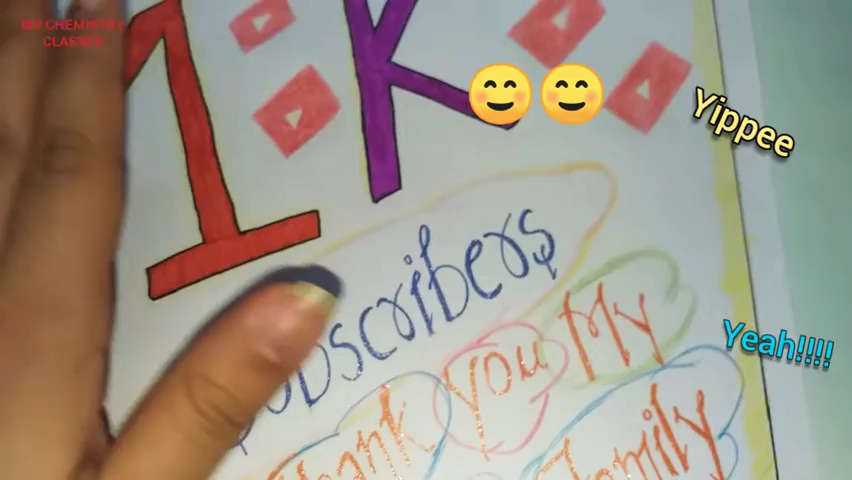 MY CHEMISTRY
CLASSES
1K
Yippee
Subscribers
Yeah!!!!
Thank you My
Family